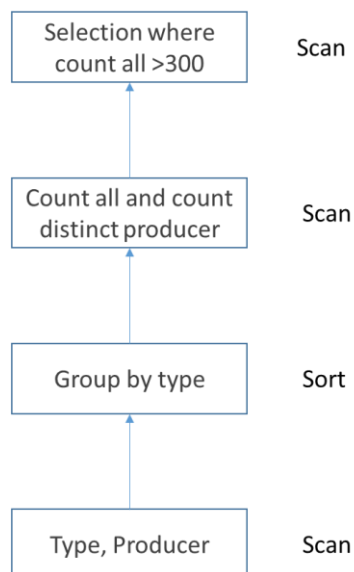 Selection where
count all >300
Scan
Count all and count
distinct producer
Scan
Group by type
Sort
Type, Producer
Scan